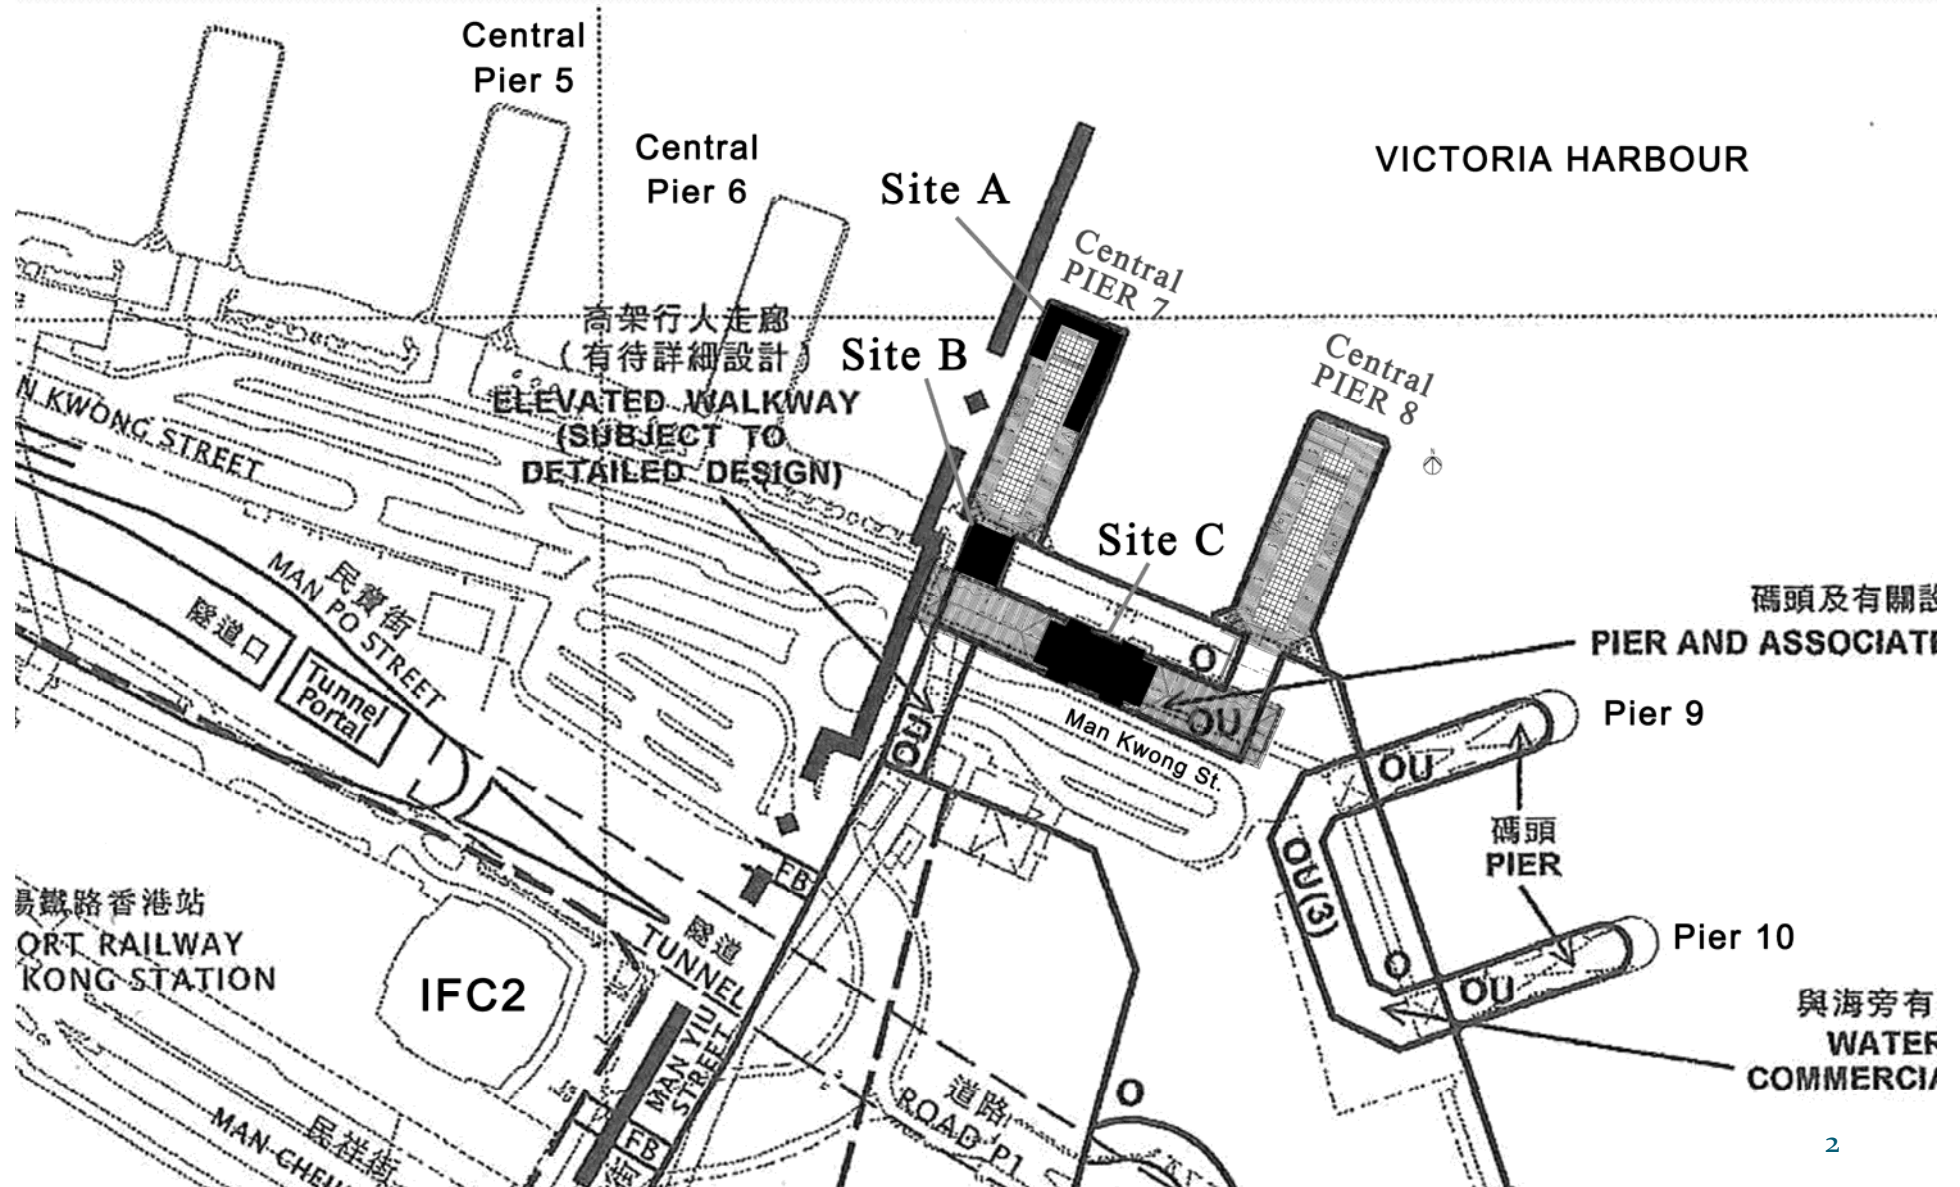 Central
Pier 5
Central
Pier 6
VICTORIA HARBOUR
Site A
Central
PIER 7
高架行人走廊
(有待詳細設計)
ELEVATED WALKWAY
(SUBJECT TO
DETAILED DESIGN)
Site B
Central
PIER 8
N
N KWONG STREET
Site C
民寶街
MAN PO STREET
隧道口
Tunnel
Portal
碼頭及有關設
PIER AND ASSOCIATE
O
OU
OU
Man Kwong St.
Pier 9
OU
碼頭
PIER
OU(3)
FB
Pier 10
O
OU
場鐵路香港站
ORT RAILWAY
KONG STATION
IFC2
隧道
TUNNEL
MAN YIU
STREET
與海旁有
WATER
COMMERCIA
道路
ROAD P1
O
民祥街
MAN CHEU
FB
2